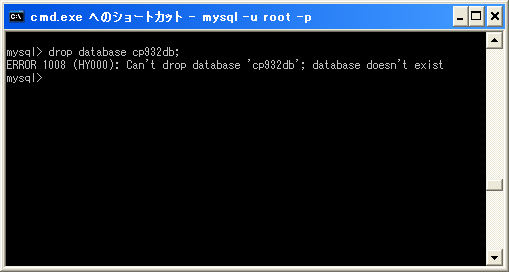 cmd.exe へのショートカット - mysql -u root -p
mysql> drop database cp932db;
ERROR 1008 (HY000): Can't drop database 'cp932db'; database doesn't exist
mysql>